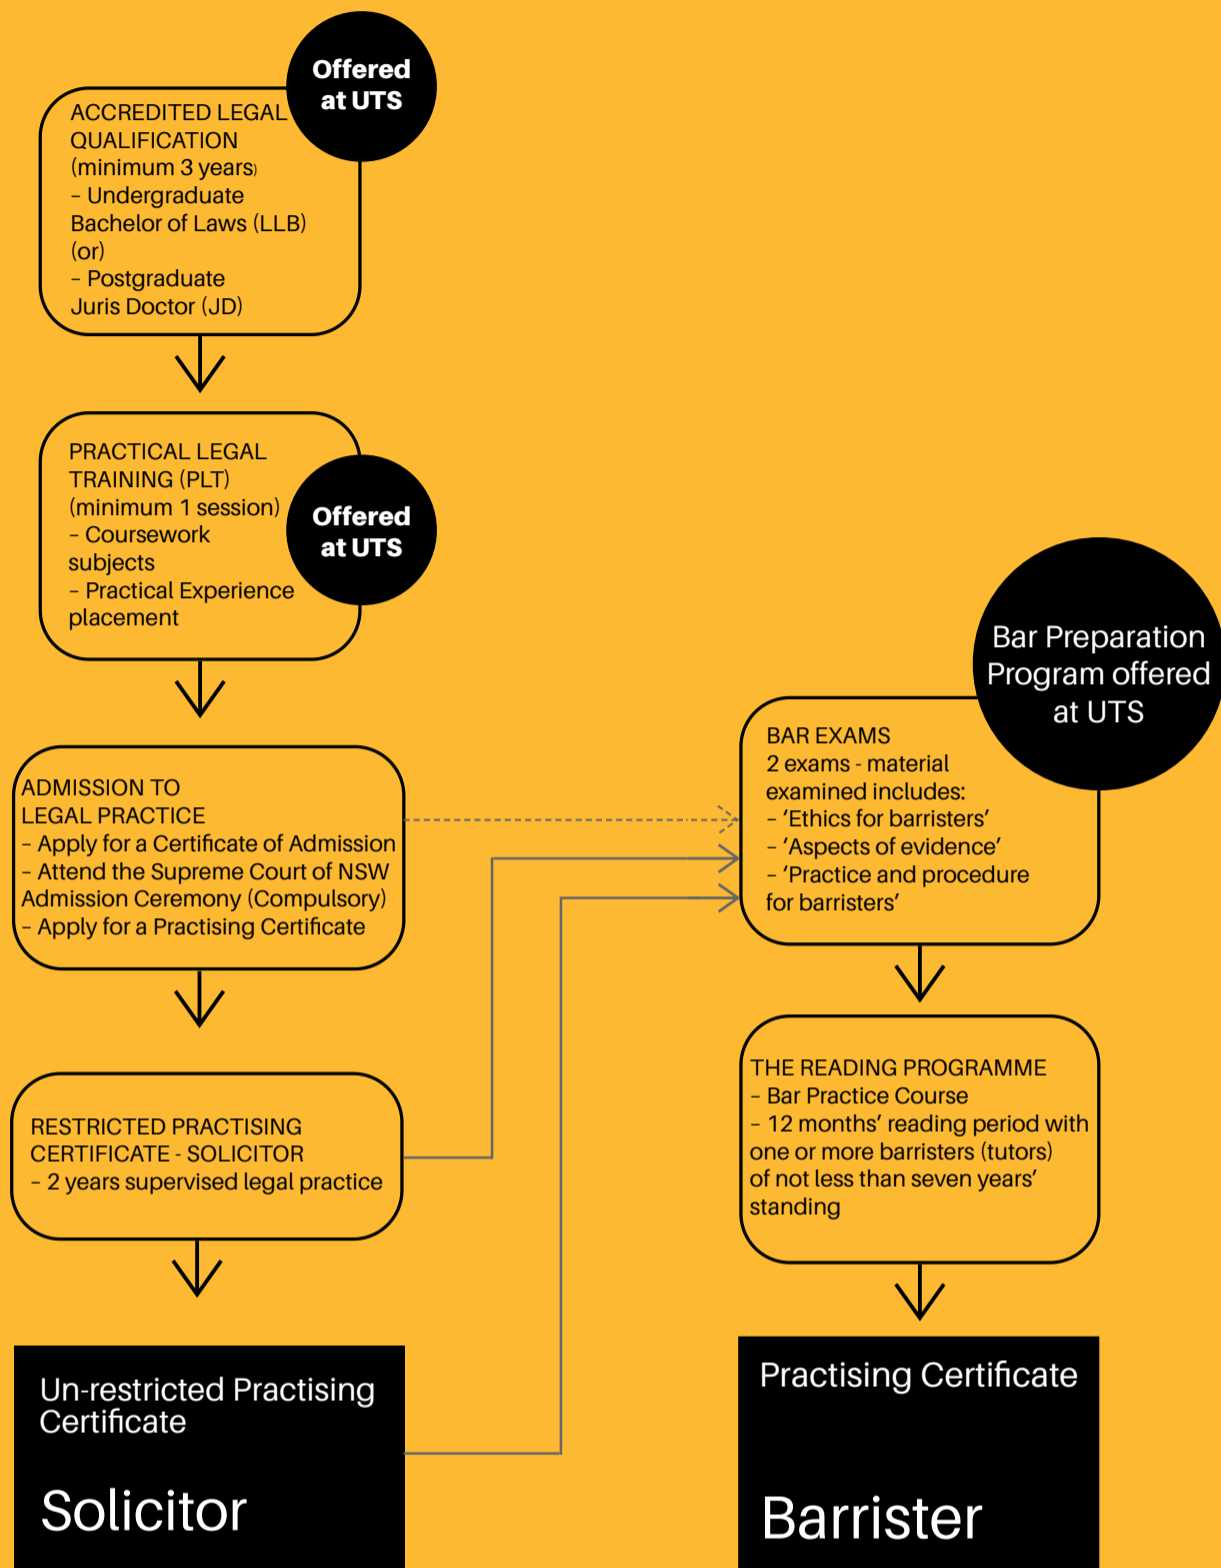 Offered
at UTS
ACCREDITED LEGAL
QUALIFICATION
(minimum 3 years)
– Undergraduate
Bachelor of Laws (LLB)
(or)
– Postgraduate
Juris Doctor (JD)
PRACTICAL LEGAL
TRAINING (PLT)
(minimum 1 session)
– Coursework
subjects
– Practical Experience
placement
Offered
at UTS
ADMISSION TO
LEGAL PRACTICE
– Apply for a Certificate of Admission
– Attend the Supreme Court of NSW
Admission Ceremony (Compulsory)
– Apply for a Practising Certificate
RESTRICTED PRACTISING
CERTIFICATE - SOLICITOR
– 2 years supervised legal practice
Un-restricted Practising
Certificate
Solicitor
Bar Preparation
Program offered
at UTS
BAR EXAMS
2 exams - material
examined includes:
– ‘Ethics for barristers’
– ‘Aspects of evidence’
– ‘Practice and procedure
for barristers’
THE READING PROGRAMME
– Bar Practice Course
– 12 months’ reading period with
one or more barristers (tutors)
of not less than seven years’
standing
Practising Certificate
Barrister